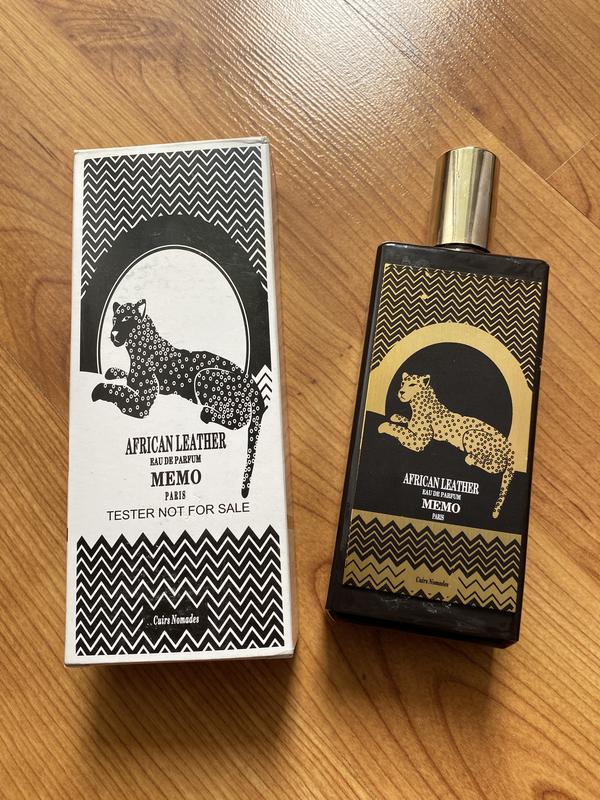 AFRICAN LEATHER
EAU DE PARFUM
MEMO
PARIS
TESTER NOT FOR SALE
Cuirs Nomades
AFRICAN LEATHER
EAU DE PARFUM
MEMO
PARIS
Cuirs Nomades